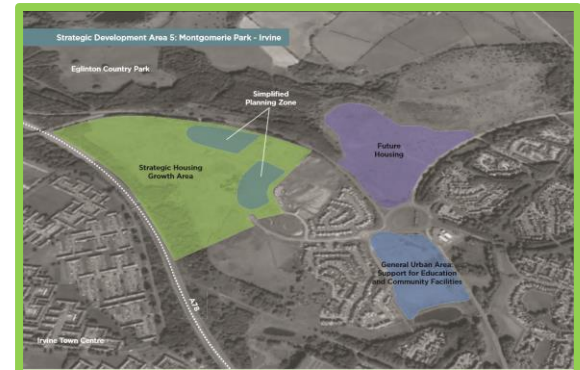 Strategic Development Area 5: Montgomerie Park - Irvine
Eglinton Country Park
Simplified
Planning Zone
Future
Housing
Strategic Housing
Growth Area
General Urban Area:
Support for Education
and Community Facilities
A78
Irvine Town Centre